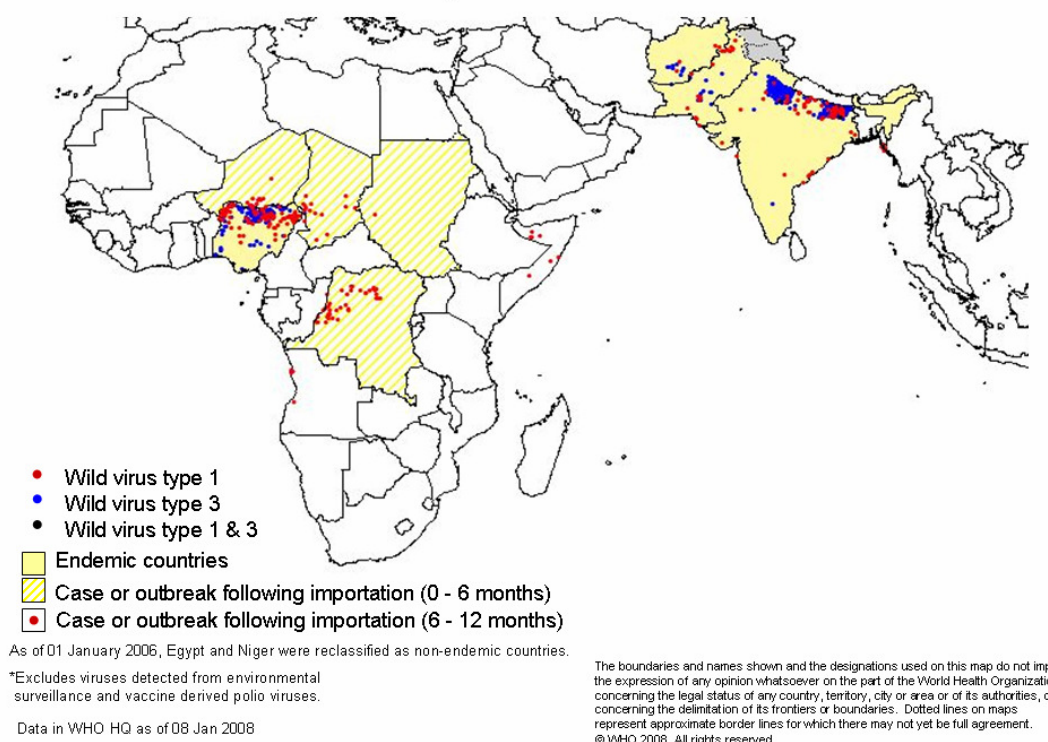 Wild virus type 1
Wild virus type 3
Wild virus type 1 & 3
Endemic countries
Case or outbreak following importation (0 - 6 months)
Case or outbreak following importation (6 - 12 months)
As of 01 January 2006, Egypt and Niger were reclassified as non-endemic countries.
*Excludes viruses detected from environmental
surveillance and vaccine derived polio viruses.
Data in WHO HQ as of 08 Jan 2008
The boundaries and names shown and the designations used on this map do not imp
the expression of any opinion whatsoever on the part of the World Health Organizatio
concerning the legal status of any country, territory, city or area or of its authorities, o
concerning the delimitation of its frontiers or boundaries. Dotted lines on maps
represent approximate border lines for which there may not yet be full agreement.
© WHO 2008. All rights reserved